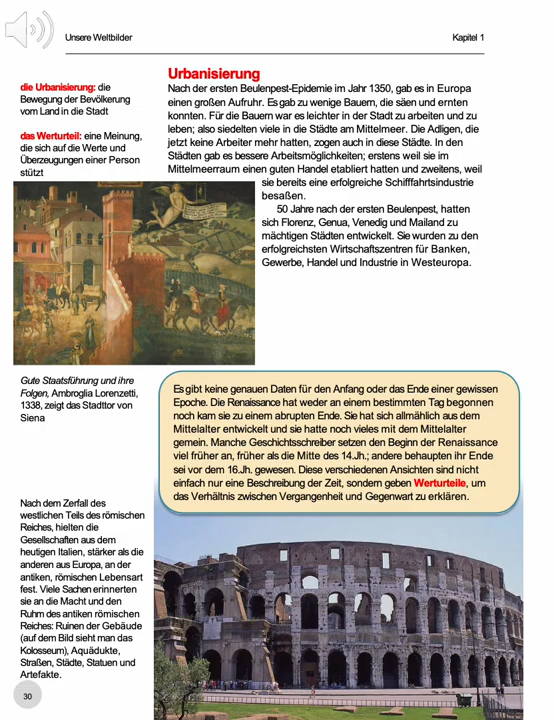 Unsere Weltbilder
Kapitel 1
die Urbanisierung: die
Bewegung der Bevölkerung
vom Land in die Stadt
das Werturteil: eine Meinung,
die sich auf die Werte und
Überzeugungen einer Person
stützt
Urbanisierung
Nach der ersten Beulenpest-Epidemie im Jahr 1350, gab es in Europa
einen großen Aufruhr. Es gab zu wenige Bauern, die säen und ernten
konnten. Für die Bauern war es leichter in der Stadt zu arbeiten und zu
leben; also siedelten viele in die Städte am Mittelmeer. Die Adligen, die
jetzt keine Arbeiter mehr hatten, zogen auch in diese Städte. In den
Städten gab es bessere Arbeitsmöglichkeiten; erstens weil sie im
Mittelmeerraum einen guten Handel etabliert hatten und zweitens, weil
sie bereits eine erfolgreiche Schifffahrtsindustrie
besaßen.
50 Jahre nach der ersten Beulenpest, hatten
sich Florenz, Genua, Venedig und Mailand zu
mächtigen Städten entwickelt. Sie wurden zu den
erfolgreichsten Wirtschaftszentren für Banken,
Gewerbe, Handel und Industrie in Westeuropa.
Gute Staatsführung und ihre
Folgen, Ambroglia Lorenzetti,
1338, zeigt das Stadttor von
Siena
Es gibt keine genauen Daten für den Anfang oder das Ende einer gewissen
Epoche. Die Renaissance hat weder an einem bestimmten Tag begonnen
noch kam sie zu einem abrupten Ende. Sie hat sich allmählich aus dem
Mittelalter entwickelt und sie hatte noch vieles mit dem Mittelalter
gemein. Manche Geschichtsschreiber setzen den Beginn der Renaissance
viel früher an, früher als die Mitte des 14.Jh.; andere behaupten ihr Ende
sei vor dem 16.Jh. gewesen. Diese verschiedenen Ansichten sind nicht
einfach nur eine Beschreibung der Zeit, sondern geben Werturteile, um
das Verhältnis zwischen Vergangenheit und Gegenwart zu erklären.
Nach dem Zerfall des
westlichen Teils des römischen
Reiches, hielten die
Gesellschaften aus dem
heutigen Italien, stärker als die
anderen aus Europa, an der
antiken, römischen Lebensart
fest. Viele Sachen erinnerten
sie an die Macht und den
Ruhm des antiken römischen
Reiches: Ruinen der Gebäude
(auf dem Bild sieht man das
Kolosseum), Aquädukte,
Straßen, Städte, Statuen und
Artefakte.
30